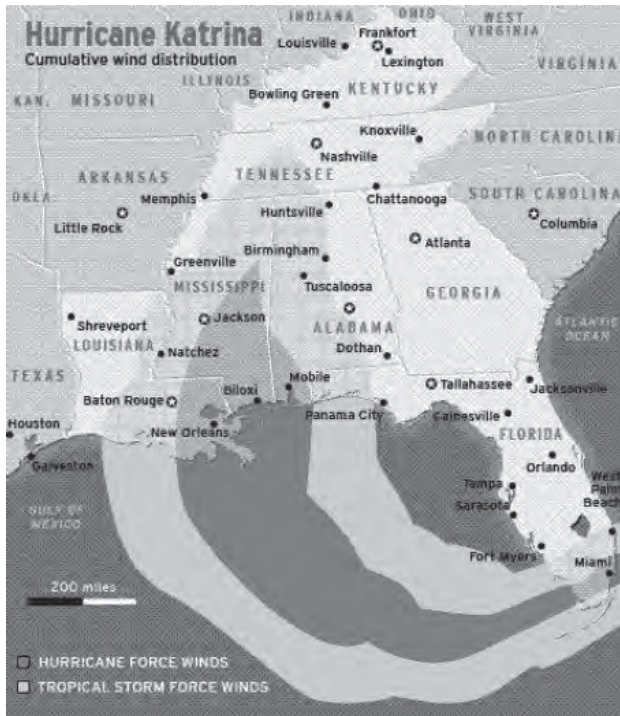 Hurricane Katrina
Cumulative wind distribution
INDIANA
OHIO
WEST
VIRGINIA
Frankfort
Louisville
Lexington
VIRGINIA
ILLINOIS
KAN.
MISSOURI
Bowling Green
KENTUCKY
Knoxville
NORTH CAROLINA
Nashville
ARKANSAS
TENNESSEE
OKLA.
Memphis
Chattanooga
SOUTH CAROLINA
Huntsville
Little Rock
Columbia
Atlanta
Birmingham
Greenville
MISSISSIPPI
Tuscaloosa
GEORGIA
Jackson
Shreveport
ALABAMA
ATLANTIC
OCEAN
LOUISIANA
Natchez
Dothan
TEXAS
Mobile
Tallahassee
Jacksonville
Baton Rouge
Biloxi
Panama City
Gainesville
Houston
New Orleans
FLORIDA
Galveston
Orlando
Tampa
West
Palm
Beach
GULF OF
MEXICO
Sarasota
Fort Myers
Miami
200 miles
HURRICANE FORCE WINDS
TROPICAL STORM FORCE WINDS